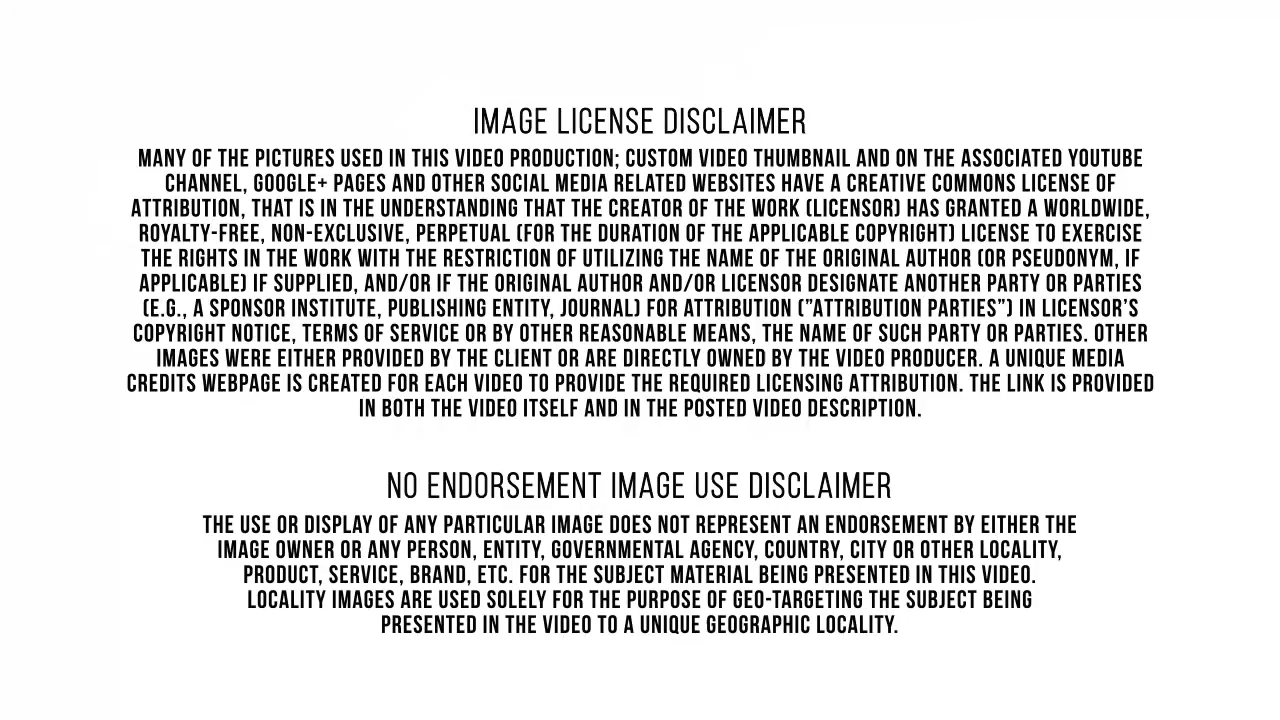 IMAGE LICENSE DISCLAIMER
MANY OF THE PICTURES USED IN THIS VIDEO PRODUCTION; CUSTOM VIDEO THUMBNAIL AND ON THE ASSOCIATED YOUTUBE
CHANNEL, GOOGLE+ PAGES AND OTHER SOCIAL MEDIA RELATED WEBSITES HAVE A CREATIVE COMMONS LICENSE OF
ATTRIBUTION, THAT IS IN THE UNDERSTANDING THAT THE CREATOR OF THE WORK (LICENSOR) HAS GRANTED A WORLDWIDE,
ROYALTY-FREE, NON-EXCLUSIVE, PERPETUAL (FOR THE DURATION OF THE APPLICABLE COPYRIGHT) LICENSE TO EXERCISE
THE RIGHTS IN THE WORK WITH THE RESTRICTION OF UTILIZING THE NAME OF THE ORIGINAL AUTHOR (OR PSEUDONYM, IF
APPLICABLE) IF SUPPLIED, AND/OR IF THE ORIGINAL AUTHOR AND/OR LICENSOR DESIGNATE ANOTHER PARTY OR PARTIES
(E.G., A SPONSOR INSTITUTE, PUBLISHING ENTITY, JOURNAL) FOR ATTRIBUTION ("ATTRIBUTION PARTIES") IN LICENSOR'S
COPYRIGHT NOTICE, TERMS OF SERVICE OR BY OTHER REASONABLE MEANS, THE NAME OF SUCH PARTY OR PARTIES. OTHER
IMAGES WERE EITHER PROVIDED BY THE CLIENT OR ARE DIRECTLY OWNED BY THE VIDEO PRODUCER. A UNIQUE MEDIA
CREDITS WEBPAGE IS CREATED FOR EACH VIDEO TO PROVIDE THE REQUIRED LICENSING ATTRIBUTION. THE LINK IS PROVIDED
IN BOTH THE VIDEO ITSELF AND IN THE POSTED VIDEO DESCRIPTION.
NO ENDORSEMENT IMAGE USE DISCLAIMER
THE USE OR DISPLAY OF ANY PARTICULAR IMAGE DOES NOT REPRESENT AN ENDORSEMENT BY EITHER THE
IMAGE OWNER OR ANY PERSON, ENTITY, GOVERNMENTAL AGENCY, COUNTRY, CITY OR OTHER LOCALITY,
PRODUCT, SERVICE, BRAND, ETC. FOR THE SUBJECT MATERIAL BEING PRESENTED IN THIS VIDEO.
LOCALITY IMAGES ARE USED SOLELY FOR THE PURPOSE OF GEO-TARGETING THE SUBJECT BEING
PRESENTED IN THE VIDEO TO A UNIQUE GEOGRAPHIC LOCALITY.